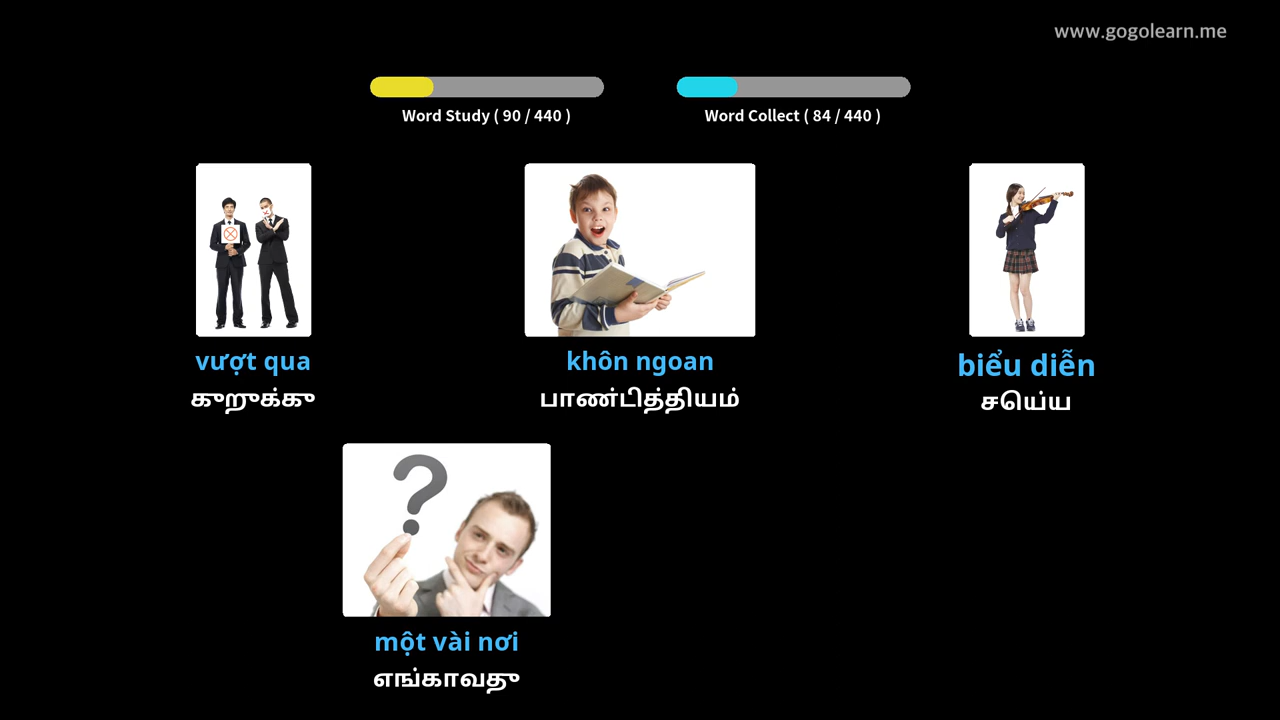 www.gogolearn.me
Word Study ( 90 / 440 )
Word Collect ( 84 / 440 )
vượt qua
குறுக்கு
khôn ngoan
பாண்டித்தியம்
biểu diễn
செய்ய
một vài nơi
எங்காவது